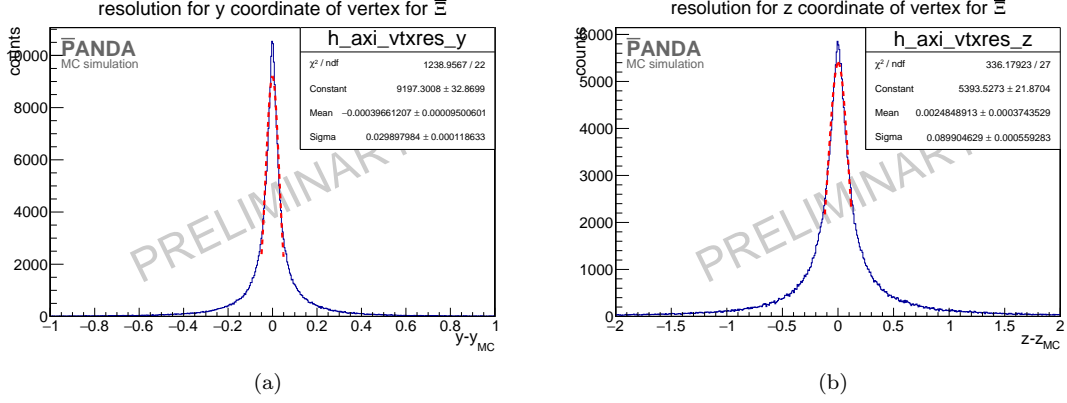 resolution for y coordinate of vertex for Ξ̅
h_axi_vtxres_y
χ² / ndf 1238.9567 / 22
Constant 9197.3008 ± 32.8699
Mean −0.00039661207 ± 0.00009500601
Sigma 0.029897984 ± 0.000118633
P̅ANDA
MC simulation
PRELIMINARY
counts
10000
8000
6000
4000
2000
0
−1 −0.8 −0.6 −0.4 −0.2 0 0.2 0.4 0.6 0.8 1
y-yMC
(a)
resolution for z coordinate of vertex for Ξ̅
h_axi_vtxres_z
χ² / ndf 336.17923 / 27
Constant 5393.5273 ± 21.8704
Mean 0.0024848913 ± 0.0003743529
Sigma 0.089904629 ± 0.000559283
P̅ANDA
MC simulation
PRELIMINARY
counts
6000
5000
4000
3000
2000
1000
0
−2 −1.5 −1 −0.5 0 0.5 1 1.5 2
z-zMC
(b)